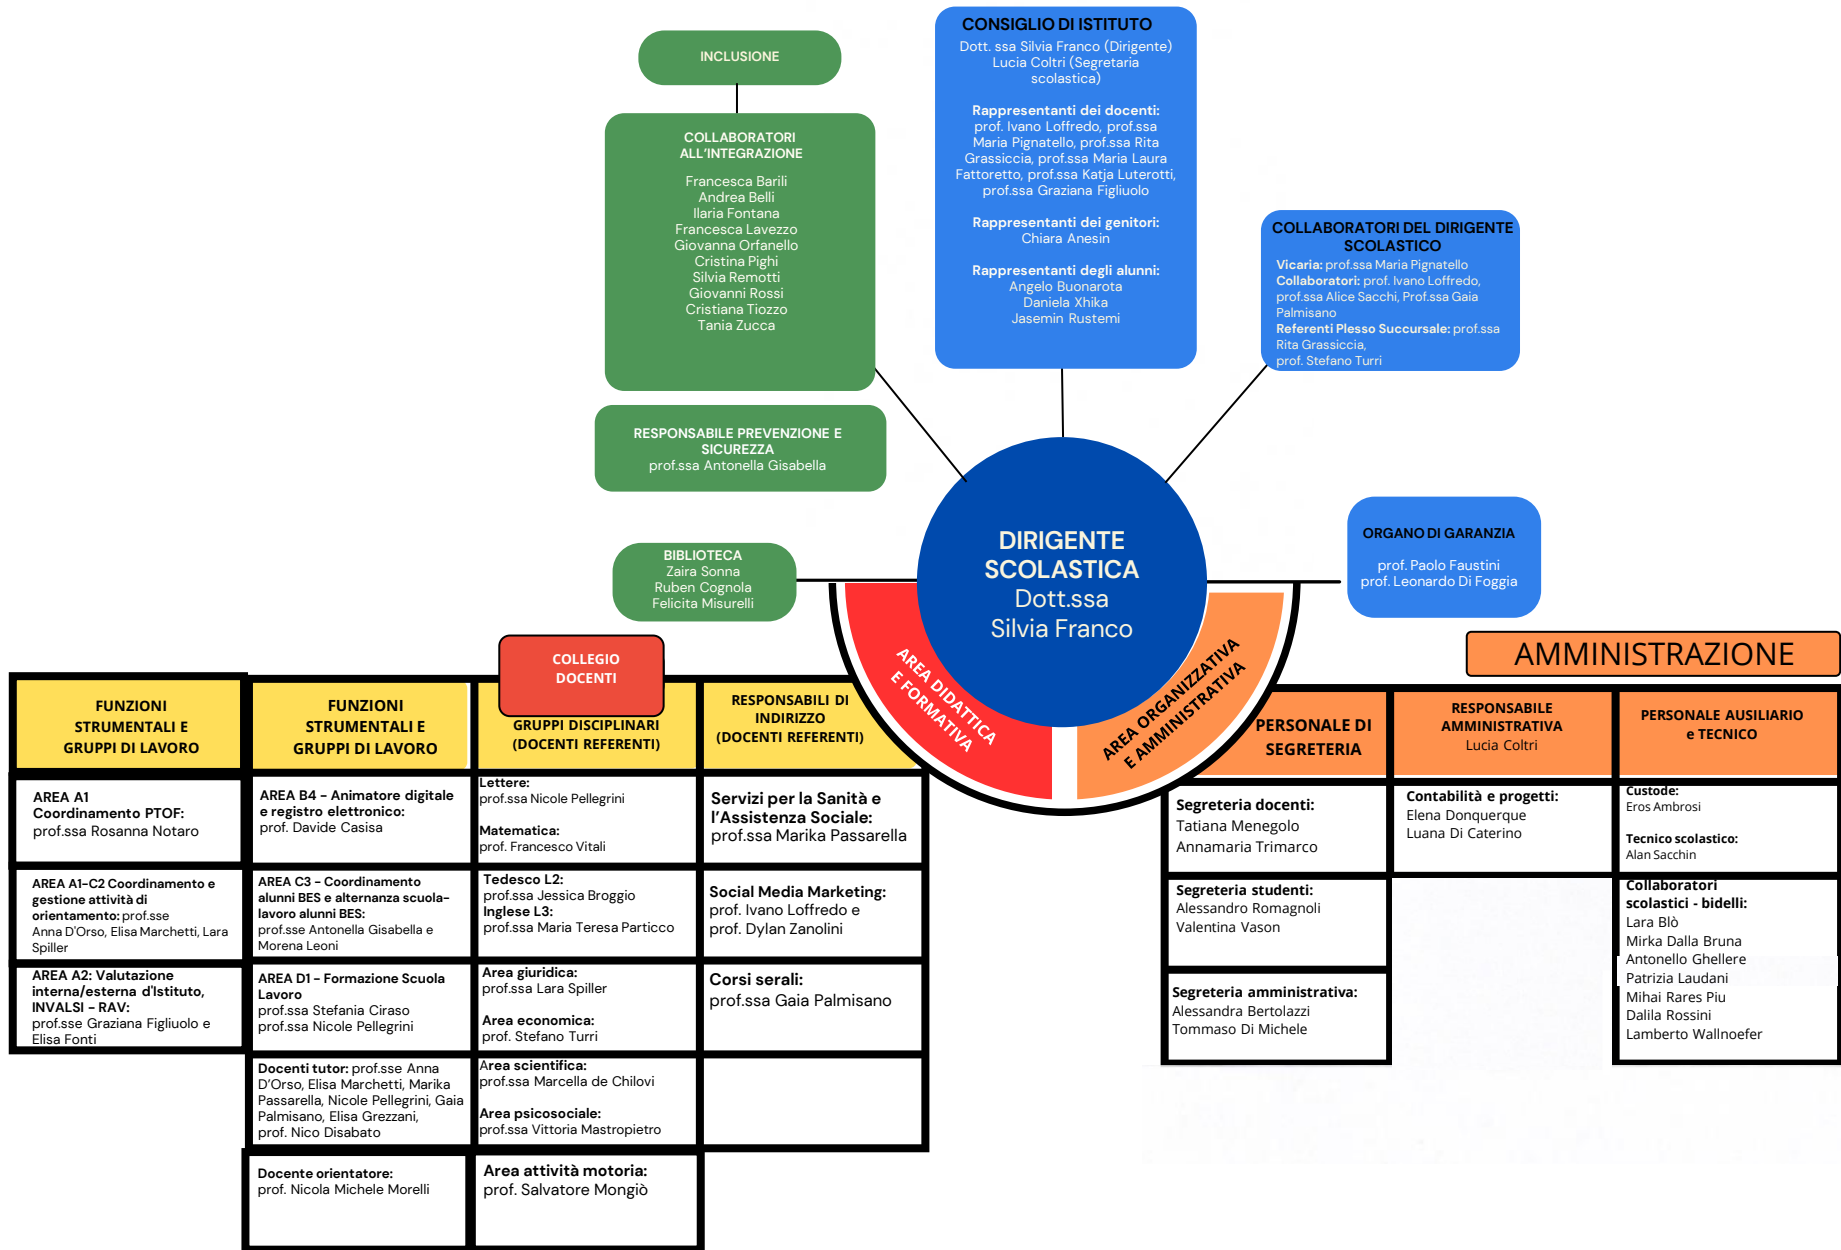 INCLUSIONE
COLLABORATORI
ALL'INTEGRAZIONE
Francesca Barili
Andrea Belli
Ilaria Fontana
Francesca Lavezzo
Giovanna Orfanello
Cristina Pighi
Silvia Remotti
Giovanni Rossi
Cristiana Tiozzo
Tania Zucca
CONSIGLIO DI ISTITUTO
Dott. ssa Silvia Franco (Dirigente)
Lucia Coltri (Segretaria
scolastica)
Rappresentanti dei docenti:
prof. Ivano Loffredo, prof.ssa
Maria Pignatello, prof.ssa Rita
Grassiccia, prof.ssa Maria Laura
Fattoretto, prof.ssa Katja Luterotti,
prof.ssa Graziana Figliuolo
Rappresentanti dei genitori:
Chiara Anesin
Rappresentanti degli alunni:
Angelo Buonarota
Daniela Xhika
Jasemin Rustemi
COLLABORATORI DEL DIRIGENTE
SCOLASTICO
Vicaria: prof.ssa Maria Pignatello
Collaboratori: prof. Ivano Loffredo,
prof.ssa Alice Sacchi, Prof.ssa Gaia
Palmisano
Referenti Plesso Succursale: prof.ssa
Rita Grassiccia,
prof. Stefano Turri
RESPONSABILE PREVENZIONE E
SICUREZZA
prof.ssa Antonella Gisabella
BIBLIOTECA
Zaira Sonna
Ruben Cognola
Felicita Misurelli
DIRIGENTE
SCOLASTICA
Dott.ssa
Silvia Franco
ORGANO DI GARANZIA
prof. Paolo Faustini
prof. Leonardo Di Foggia
AREA DIDATTICA
E FORMATIVA
AREA ORGANIZZATIVA
E AMMINISTRATIVA
COLLEGIO
DOCENTI
AMMINISTRAZIONE
FUNZIONI
STRUMENTALI E
GRUPPI DI LAVORO
FUNZIONI
STRUMENTALI E
GRUPPI DI LAVORO
GRUPPI DISCIPLINARI
(DOCENTI REFERENTI)
RESPONSABILI DI
INDIRIZZO
(DOCENTI REFERENTI)
AREA A1
Coordinamento PTOF:
prof.ssa Rosanna Notaro
AREA B4 - Animatore digitale
e registro elettronico:
prof. Davide Casisa
Lettere:
prof.ssa Nicole Pellegrini
Matematica:
prof. Francesco Vitali
Servizi per la Sanità e
l'Assistenza Sociale:
prof.ssa Marika Passarella
AREA A1-C2 Coordinamento e
gestione attività di
orientamento: prof.sse
Anna D'Orso, Elisa Marchetti, Lara
Spiller
AREA C3 - Coordinamento
alunni BES e alternanza scuola-
lavoro alunni BES:
prof.sse Antonella Gisabella e
Morena Leoni
Tedesco L2:
prof.ssa Jessica Broggio
Inglese L3:
prof.ssa Maria Teresa Particco
Social Media Marketing:
prof. Ivano Loffredo e
prof. Dylan Zanolini
AREA A2: Valutazione
interna/esterna d'Istituto,
INVALSI - RAV:
prof.sse Graziana Figliuolo e
Elisa Fonti
AREA D1 - Formazione Scuola
Lavoro
prof.ssa Stefania Ciraso
prof.ssa Nicole Pellegrini
Area giuridica:
prof.ssa Lara Spiller
Area economica:
prof. Stefano Turri
Corsi serali:
prof.ssa Gaia Palmisano
Docenti tutor: prof.sse Anna
D'Orso, Elisa Marchetti, Marika
Passarella, Nicole Pellegrini, Gaia
Palmisano, Elisa Grezzani,
prof. Nico Disabato
Area scientifica:
prof.ssa Marcella de Chilovi
Area psicosociale:
prof.ssa Vittoria Mastropietro
Docente orientatore:
prof. Nicola Michele Morelli
Area attività motoria:
prof. Salvatore Mongiò
PERSONALE DI
SEGRETERIA
RESPONSABILE
AMMINISTRATIVA
Lucia Coltri
PERSONALE AUSILIARIO
e TECNICO
Segreteria docenti:
Tatiana Menegolo
Annamaria Trimarco
Contabilità e progetti:
Elena Donquerque
Luana Di Caterino
Custode:
Eros Ambrosi
Tecnico scolastico:
Alan Sacchin
Segreteria studenti:
Alessandro Romagnoli
Valentina Vason
Collaboratori
scolastici - bidelli:
Lara Blò
Mirka Dalla Bruna
Antonello Ghellere
Patrizia Laudani
Mihai Rares Piu
Dalila Rossini
Lamberto Wallnoefer
Segreteria amministrativa:
Alessandra Bertolazzi
Tommaso Di Michele